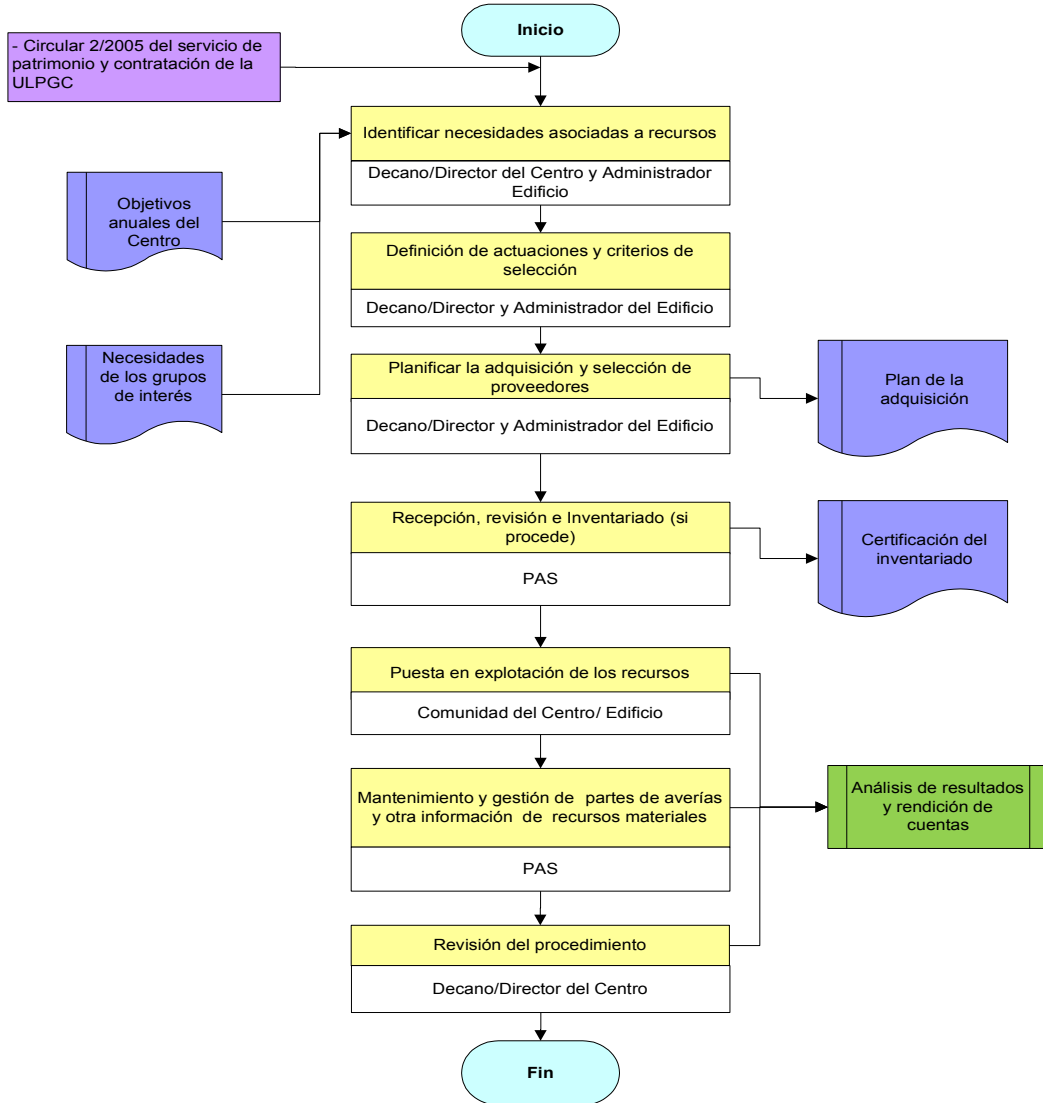 Inicio
- Circular 2/2005 del servicio de
patrimonio y contratación de la
ULPGC
Identificar necesidades asociadas a recursos
Decano/Director del Centro y Administrador
Edificio
Objetivos
anuales del
Centro
Definición de actuaciones y criterios de
selección
Decano/Director y Administrador del Edificio
Necesidades
de los grupos
de interés
Planificar la adquisición y selección de
proveedores
Decano/Director y Administrador del Edificio
Plan de la
adquisición
Recepción, revisión e Inventariado (si
procede)
PAS
Certificación del
inventariado
Puesta en explotación de los recursos
Comunidad del Centro/ Edificio
Mantenimiento y gestión de partes de averías
y otra información de recursos materiales
PAS
Análisis de resultados
y rendición de
cuentas
Revisión del procedimiento
Decano/Director del Centro
Fin